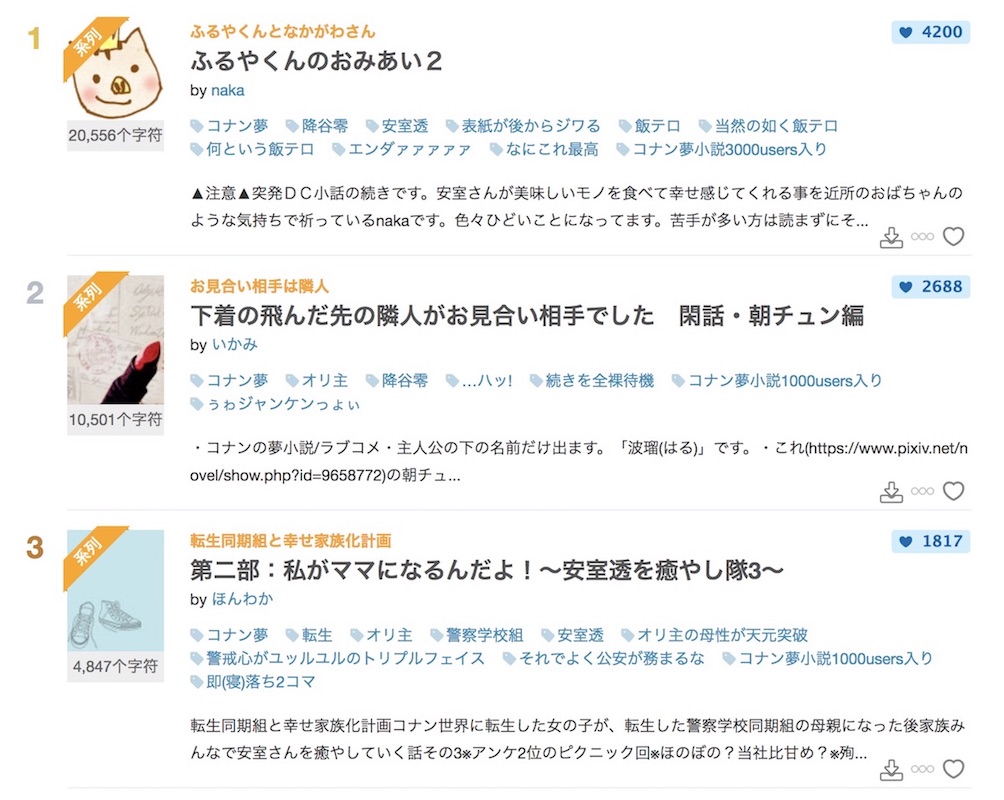 1
系列
ふるやくんとなかがわさん
4200
ふるやくんのおみあい２
by naka
コナン夢 降谷零 安室透 表紙が後からジワる 飯テロ 当然の如く飯テロ
20,556个字符
何という飯テロ エンダァァァァァ なにこれ最高 コナン夢小説3000users入り
▲注意▲突発ＤＣ小話の続きです。安室さんが美味しいモノを食べて幸せ感じてくれる事を近所のおばちゃんの
ような気持ちで祈っているnakaです。色々ひどいことになってます。苦手が多い方は読まずにそ...
2
系列
お見合い相手は隣人
2688
下着の飛んだ先の隣人がお見合い相手でした　閑話・朝チュン編
by いかみ
コナン夢 オリ主 降谷零 …ハッ! 続きを全裸待機 コナン夢小説1000users入り
ぅゎジャンケンっょぃ
10,501个字符
・コナンの夢小説/ラブコメ・主人公の下の名前だけ出ます。「波瑠(はる)」です。・これ(https://www.pixiv.net/n
ovel/show.php?id=9658772)の朝チュ...
3
系列
転生同期組と幸せ家族化計画
1817
第二部：私がママになるんだよ！〜安室透を癒やし隊3〜
by ほんわか
コナン夢 転生 オリ主 警察学校組 安室透 オリ主の母性が天元突破
4,847个字符
警戒心がユッルユルのトリプルフェイス それでよく公安が務まるな コナン夢小説1000users入り
即(寝)落ち2コマ
転生同期組と幸せ家族化計画コナン世界に転生した女の子が、転生した警察学校同期組の母親になった後家族み
んなで安室さんを癒やしていく話その3※アンケ2位のピクニック回※ほのぼの？当社比甘め？※殉...